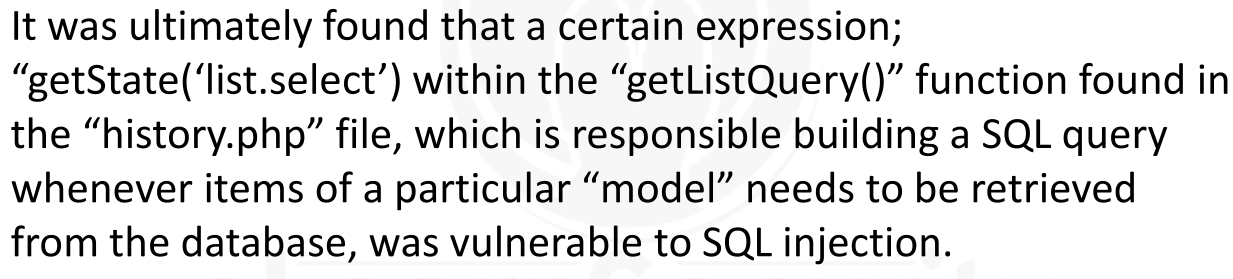 It was ultimately found that a certain expression;
“getState(‘list.select’) within the “getListQuery()” function found in
the “history.php” file, which is responsible building a SQL query
whenever items of a particular “model” needs to be retrieved
from the database, was vulnerable to SQL injection.